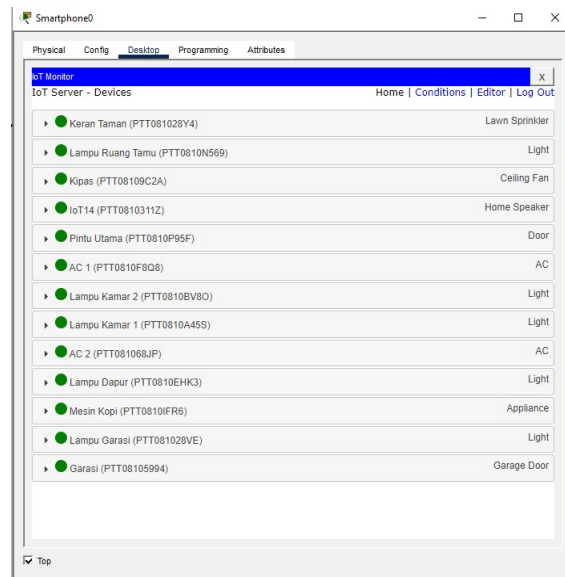 Smartphone0
Physical Config Desktop Programming Attributes
IoT Monitor X
IoT Server - Devices Home | Conditions | Editor | Log Out
Keran Taman (PTT081028Y4) Lawn Sprinkler
Lampu Ruang Tamu (PTT0810N569) Light
Kipas (PTT08109C2A) Ceiling Fan
IoT14 (PTT0810311Z) Home Speaker
Pintu Utama (PTT0810P95F) Door
AC 1 (PTT0810F8Q8) AC
Lampu Kamar 2 (PTT0810BV8O) Light
Lampu Kamar 1 (PTT0810A45S) Light
AC 2 (PTT081068JP) AC
Lampu Dapur (PTT0810EHK3) Light
Mesin Kopi (PTT0810IFR6) Appliance
Lampu Garasi (PTT081028VE) Light
Garasi (PTT08105994) Garage Door
Top